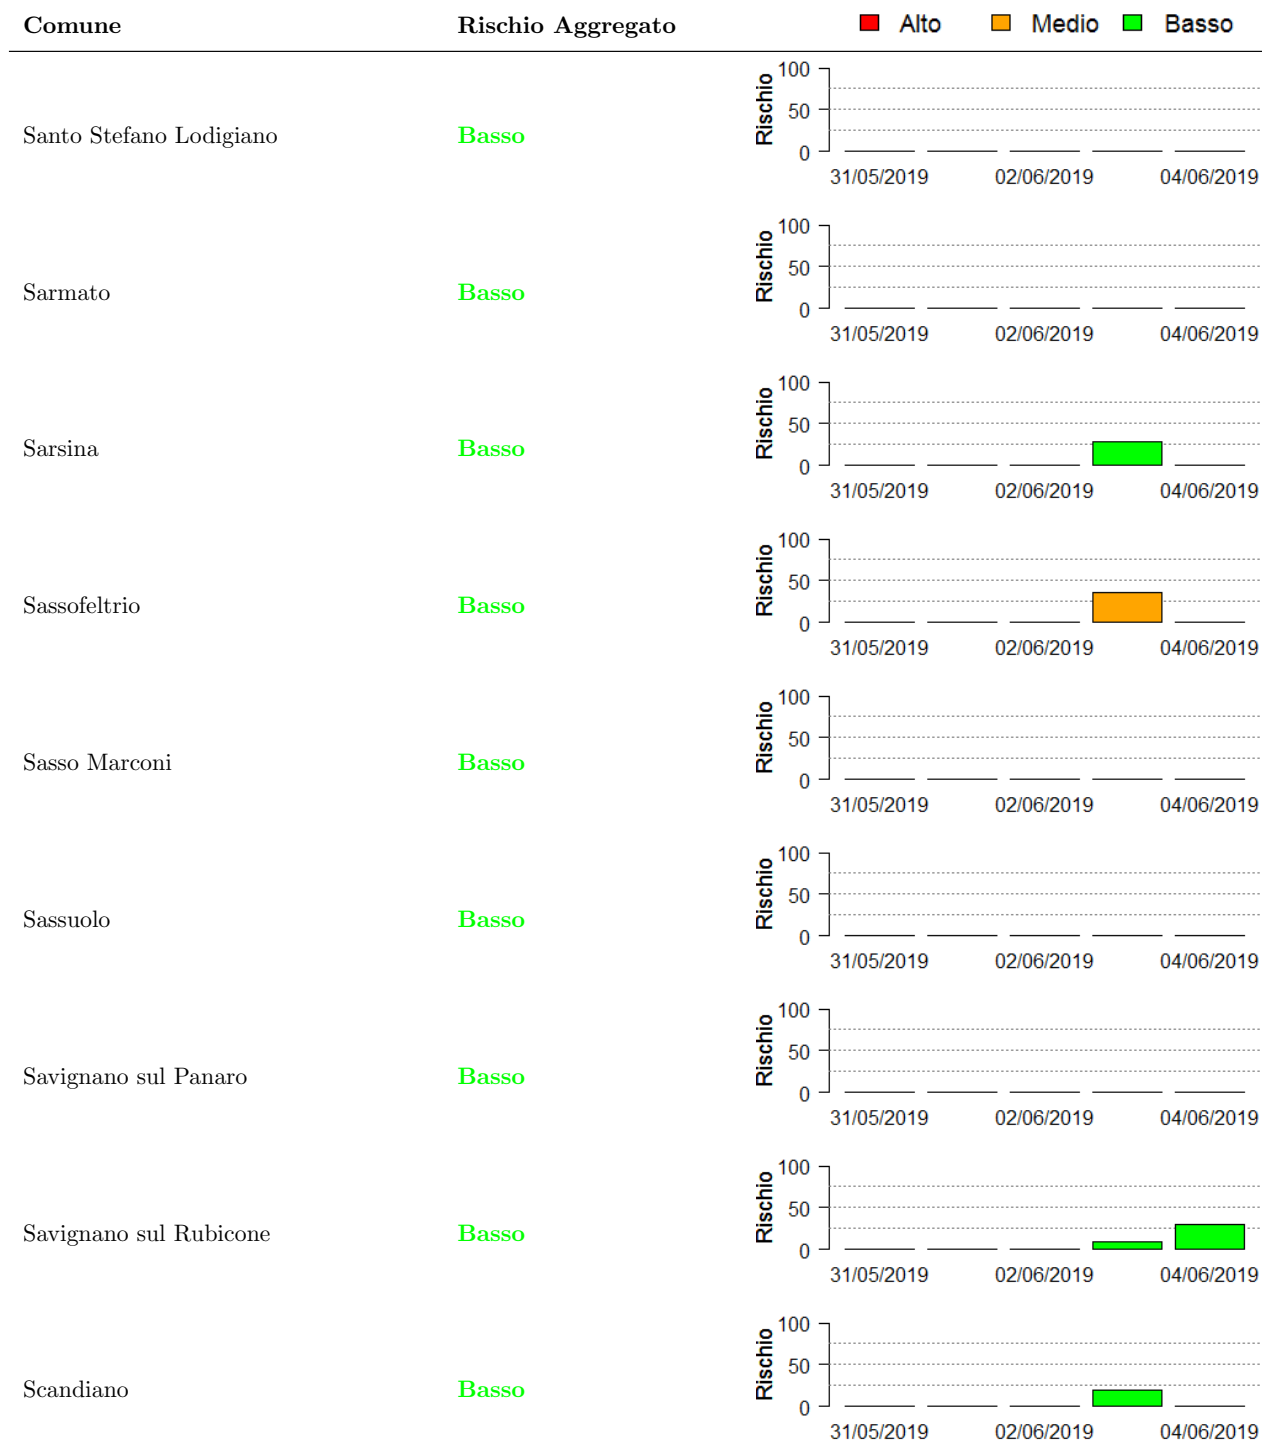 Comune Rischio Aggregato Alto Medio Basso
Santo Stefano Lodigiano Basso
Rischio
100
50
0
31/05/2019 02/06/2019 04/06/2019
Sarmato Basso
Rischio
100
50
0
31/05/2019 02/06/2019 04/06/2019
Sarsina Basso
Rischio
100
50
0
31/05/2019 02/06/2019 04/06/2019
Sassofeltrio Basso
Rischio
100
50
0
31/05/2019 02/06/2019 04/06/2019
Sasso Marconi Basso
Rischio
100
50
0
31/05/2019 02/06/2019 04/06/2019
Sassuolo Basso
Rischio
100
50
0
31/05/2019 02/06/2019 04/06/2019
Savignano sul Panaro Basso
Rischio
100
50
0
31/05/2019 02/06/2019 04/06/2019
Savignano sul Rubicone Basso
Rischio
100
50
0
31/05/2019 02/06/2019 04/06/2019
Scandiano Basso
Rischio
100
50
0
31/05/2019 02/06/2019 04/06/2019